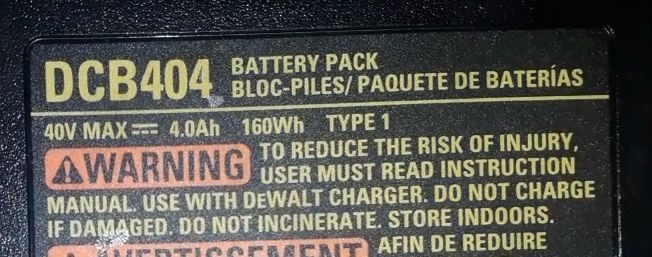 DCB404 BATTERY PACK
BLOC-PILES/ PAQUETE DE BATERÍAS
40V MAX⎓ 4.0Ah 160Wh TYPE 1
⚠WARNING TO REDUCE THE RISK OF INJURY,
USER MUST READ INSTRUCTION
MANUAL. USE WITH DEWALT CHARGER. DO NOT CHARGE
IF DAMAGED. DO NOT INCINERATE. STORE INDOORS.
⚠AVERTISSEMENT AFIN DE REDUIRE